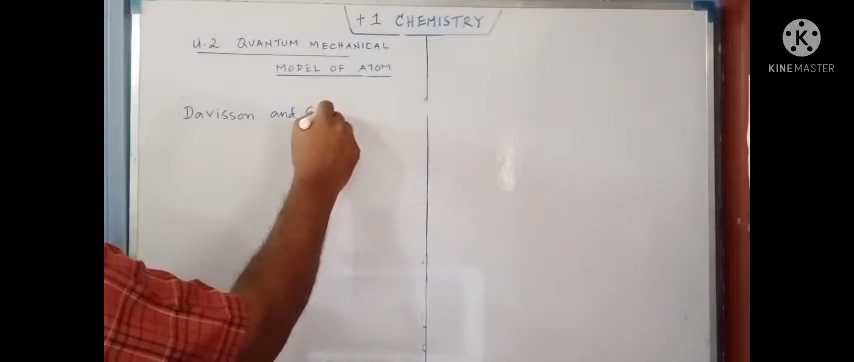 +1 CHEMISTRY
U.2 QUANTUM MECHANICAL
MODEL OF ATOM
Davisson and
K
KINEMASTER